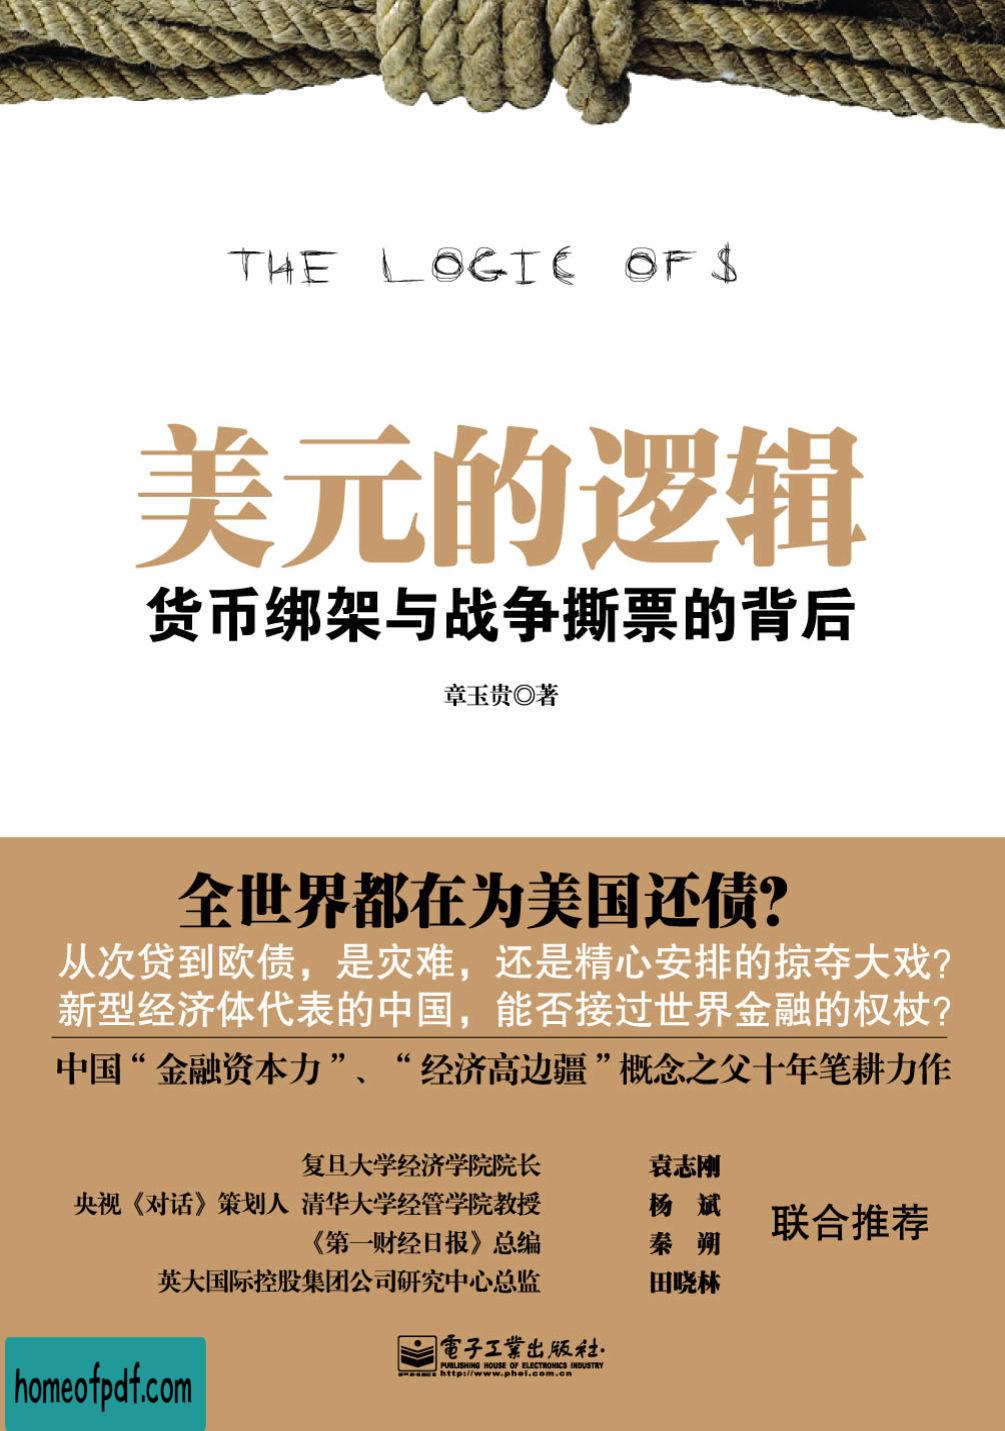 THE LOGIC OF $
美元的逻辑
货币绑架与战争撕票的背后
章玉贵◎著
全世界都在为美国还债?
从次贷到欧债，是灾难，还是精心安排的掠夺大戏?
新型经济体代表的中国，能否接过世界金融的权杖?
中国“金融资本力”、“经济高边疆”概念之父十年笔耕力作
复旦大学经济学院院长 袁志刚
央视《对话》策划人 清华大学经管学院教授 杨 斌
《第一财经日报》总编 秦 朔
英大国际控股集团公司研究中心总监 田晓林
联合推荐
電子工業出版社·
PUBLISHING HOUSE OF ELECTRONICS INDUSTRY
http://www.phei.com.cn
homeofpdf.com